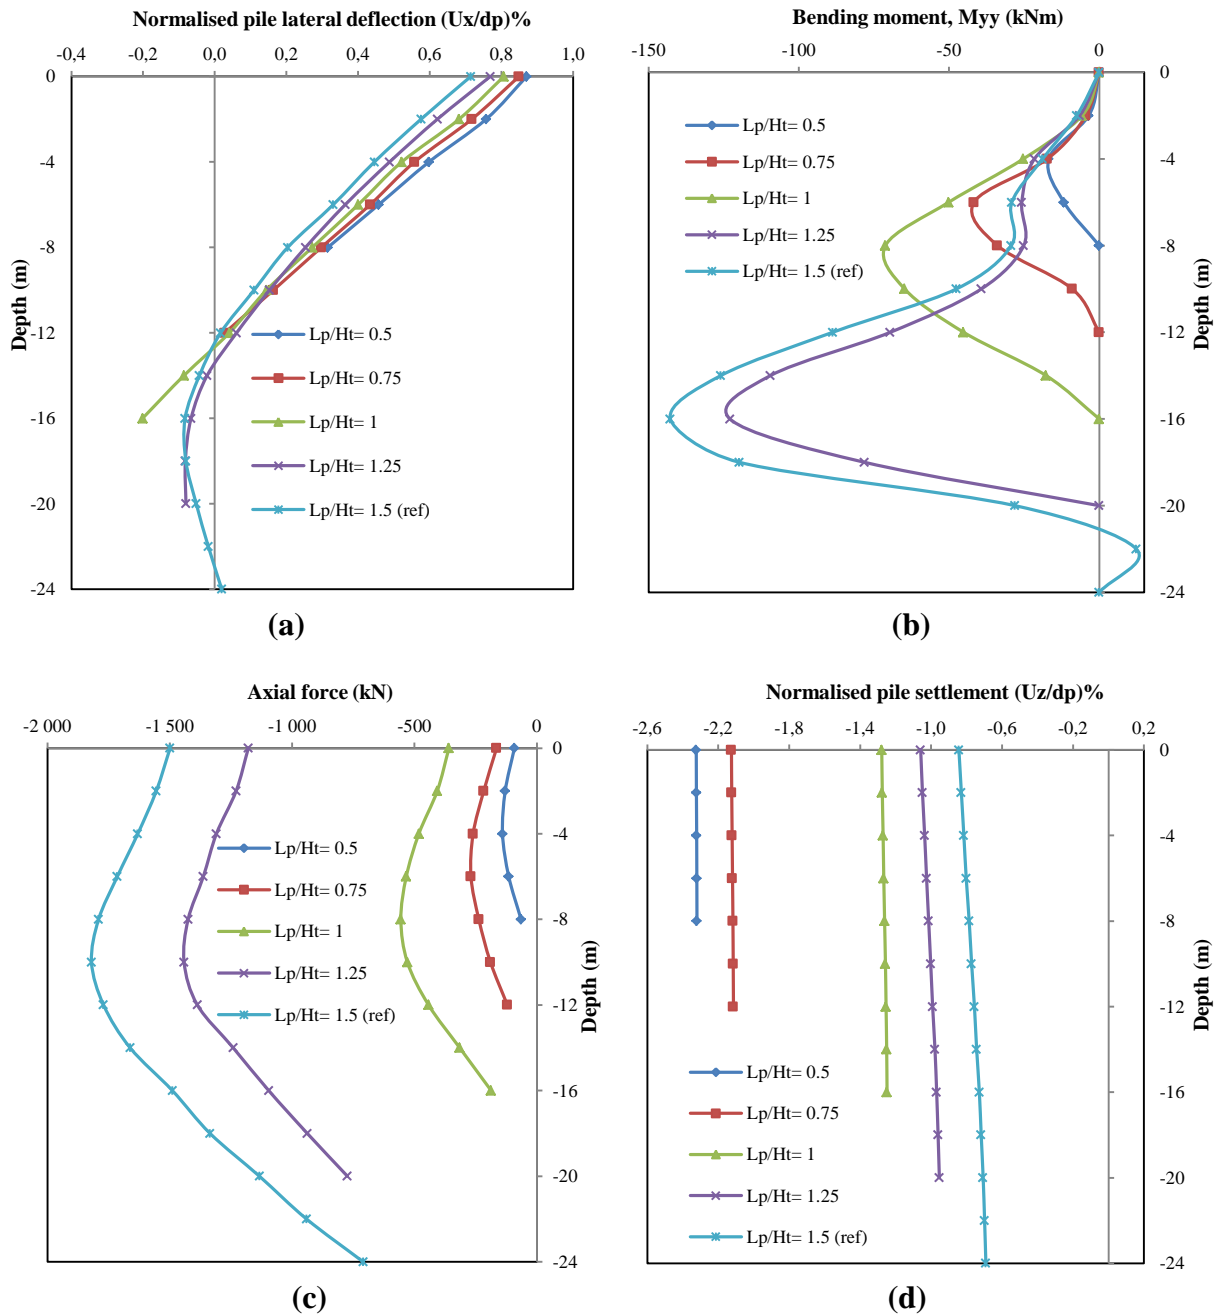 Normalised pile lateral deflection (Ux/dp)%
-0,4 -0,2 0,0 0,2 0,4 0,6 0,8 1,0
0
-4
-8
-12
-16
-20
-24
Depth (m)
Lp/Ht= 0.5
Lp/Ht= 0.75
Lp/Ht= 1
Lp/Ht= 1.25
Lp/Ht= 1.5 (ref)
(a)
Bending moment, Myy (kNm)
-150 -100 -50 0
0
-4
-8
-12
-16
-20
-24
Depth (m)
Lp/Ht= 0.5
Lp/Ht= 0.75
Lp/Ht= 1
Lp/Ht= 1.25
Lp/Ht= 1.5 (ref)
(b)
Axial force (kN)
-2 000 -1500 -1 000 -500 0
0
-4
-8
-12
-16
-20
-24
Depth (m)
Lp/Ht= 0.5
Lp/Ht= 0.75
Lp/Ht= 1
Lp/Ht= 1.25
Lp/Ht= 1.5 (ref)
(c)
Normalised pile settlement (Uz/dp)%
-2,6 -2,2 -1,8 -1,4 -1,0 -0,6 -0,2 0,2
0
-4
-8
-12
-16
-20
-24
Depth (m)
Lp/Ht= 0.5
Lp/Ht= 0.75
Lp/Ht= 1
Lp/Ht= 1.25
Lp/Ht= 1.5 (ref)
(d)